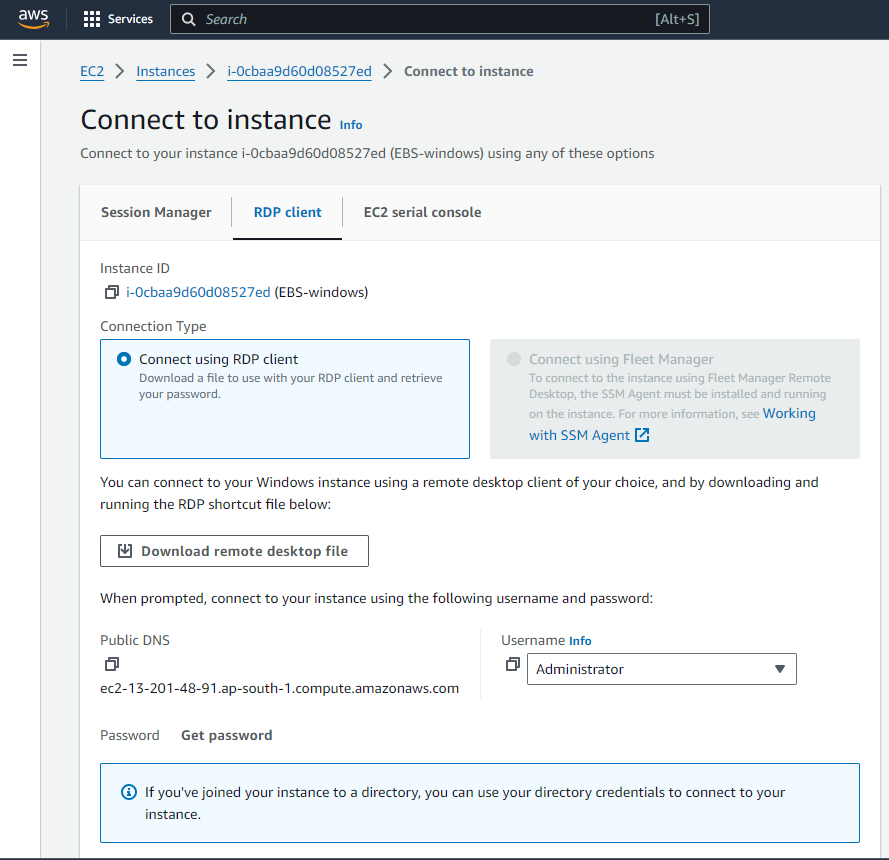 aws
Services
Search
[Alt+S]
EC2 > Instances > i-0cbaa9d60d08527ed > Connect to instance
Connect to instance Info
Connect to your instance i-0cbaa9d60d08527ed (EBS-windows) using any of these options
Session Manager
RDP client
EC2 serial console
Instance ID
i-0cbaa9d60d08527ed (EBS-windows)
Connection Type
Connect using RDP client
Download a file to use with your RDP client and retrieve
your password.
Connect using Fleet Manager
To connect to the instance using Fleet Manager Remote
Desktop, the SSM Agent must be installed and running
on the instance. For more information, see Working
with SSM Agent
You can connect to your Windows instance using a remote desktop client of your choice, and by downloading and
running the RDP shortcut file below:
Download remote desktop file
When prompted, connect to your instance using the following username and password:
Public DNS
ec2-13-201-48-91.ap-south-1.compute.amazonaws.com
Username Info
Administrator
Password Get password
If you've joined your instance to a directory, you can use your directory credentials to connect to your
instance.